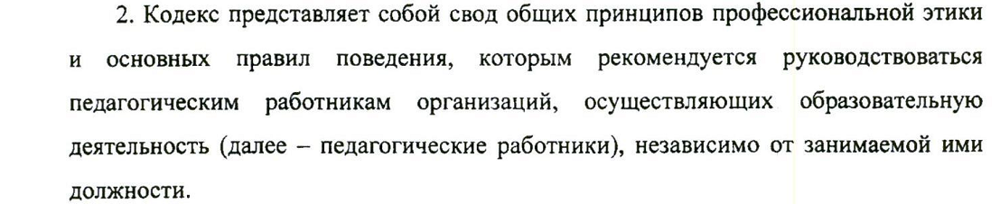 2. Кодекс представляет собой свод общих принципов профессиональной этики
и основных правил поведения, которым рекомендуется руководствоваться
педагогическим работникам организаций, осуществляющих образовательную
деятельность (далее – педагогические работники), независимо от занимаемой ими
должности.